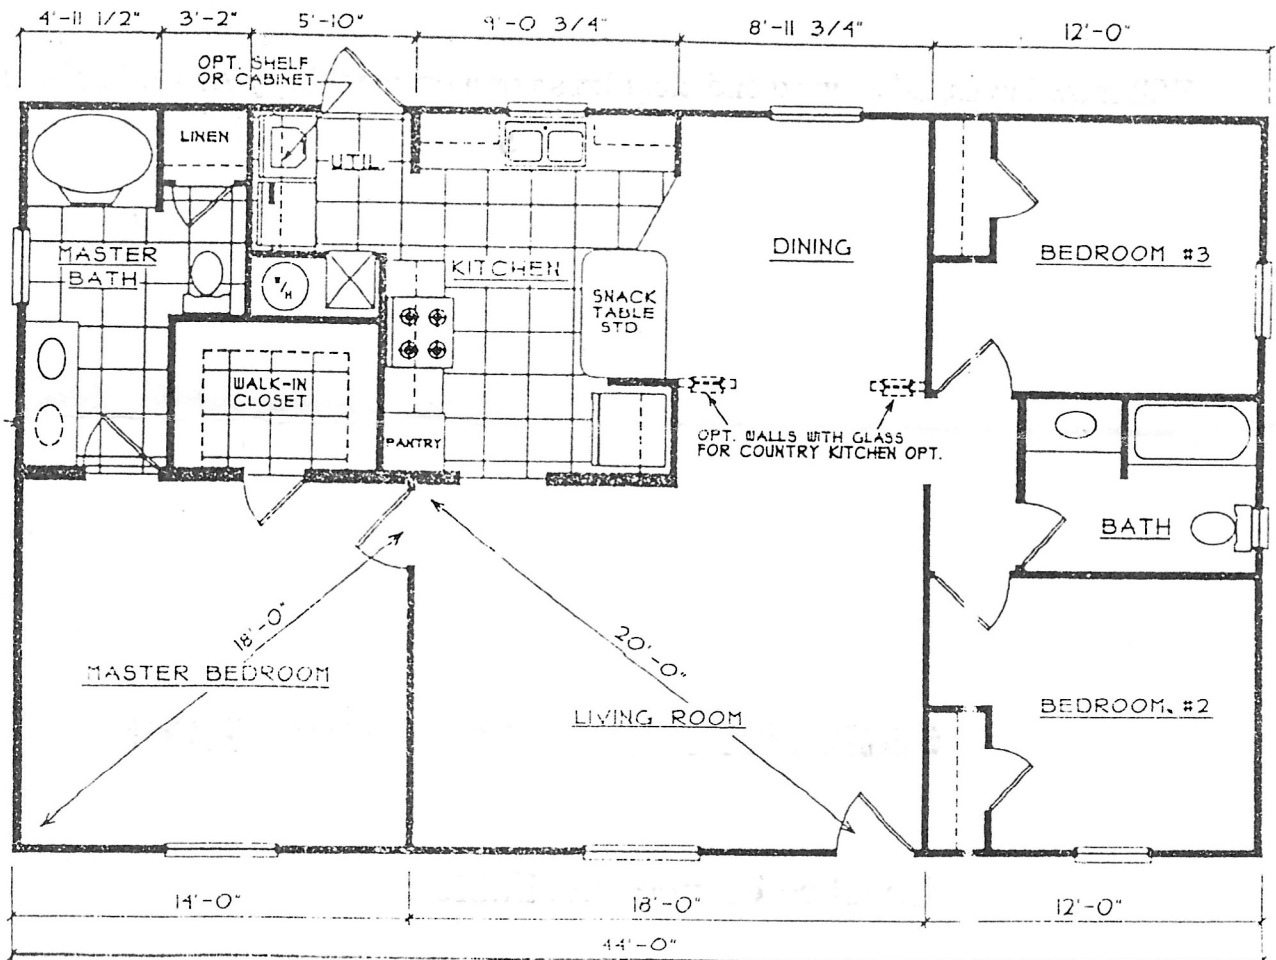 4'-11 1/2" 3'-2" 5'-10" 9'-0 3/4" 8'-11 3/4" 12'-0"
OPT. SHELF
OR CABINET
LINEN
UTIL.
MASTER
BATH
KITCHEN
DINING
BEDROOM #3
W/H
SNACK
TABLE
STD
WALK-IN
CLOSET
PANTRY
OPT. WALLS WITH GLASS
FOR COUNTRY KITCHEN OPT.
BATH
18'-0"
20'-0"
MASTER BEDROOM
LIVING ROOM
BEDROOM. #2
14'-0" 18'-0" 12'-0"
44'-0"